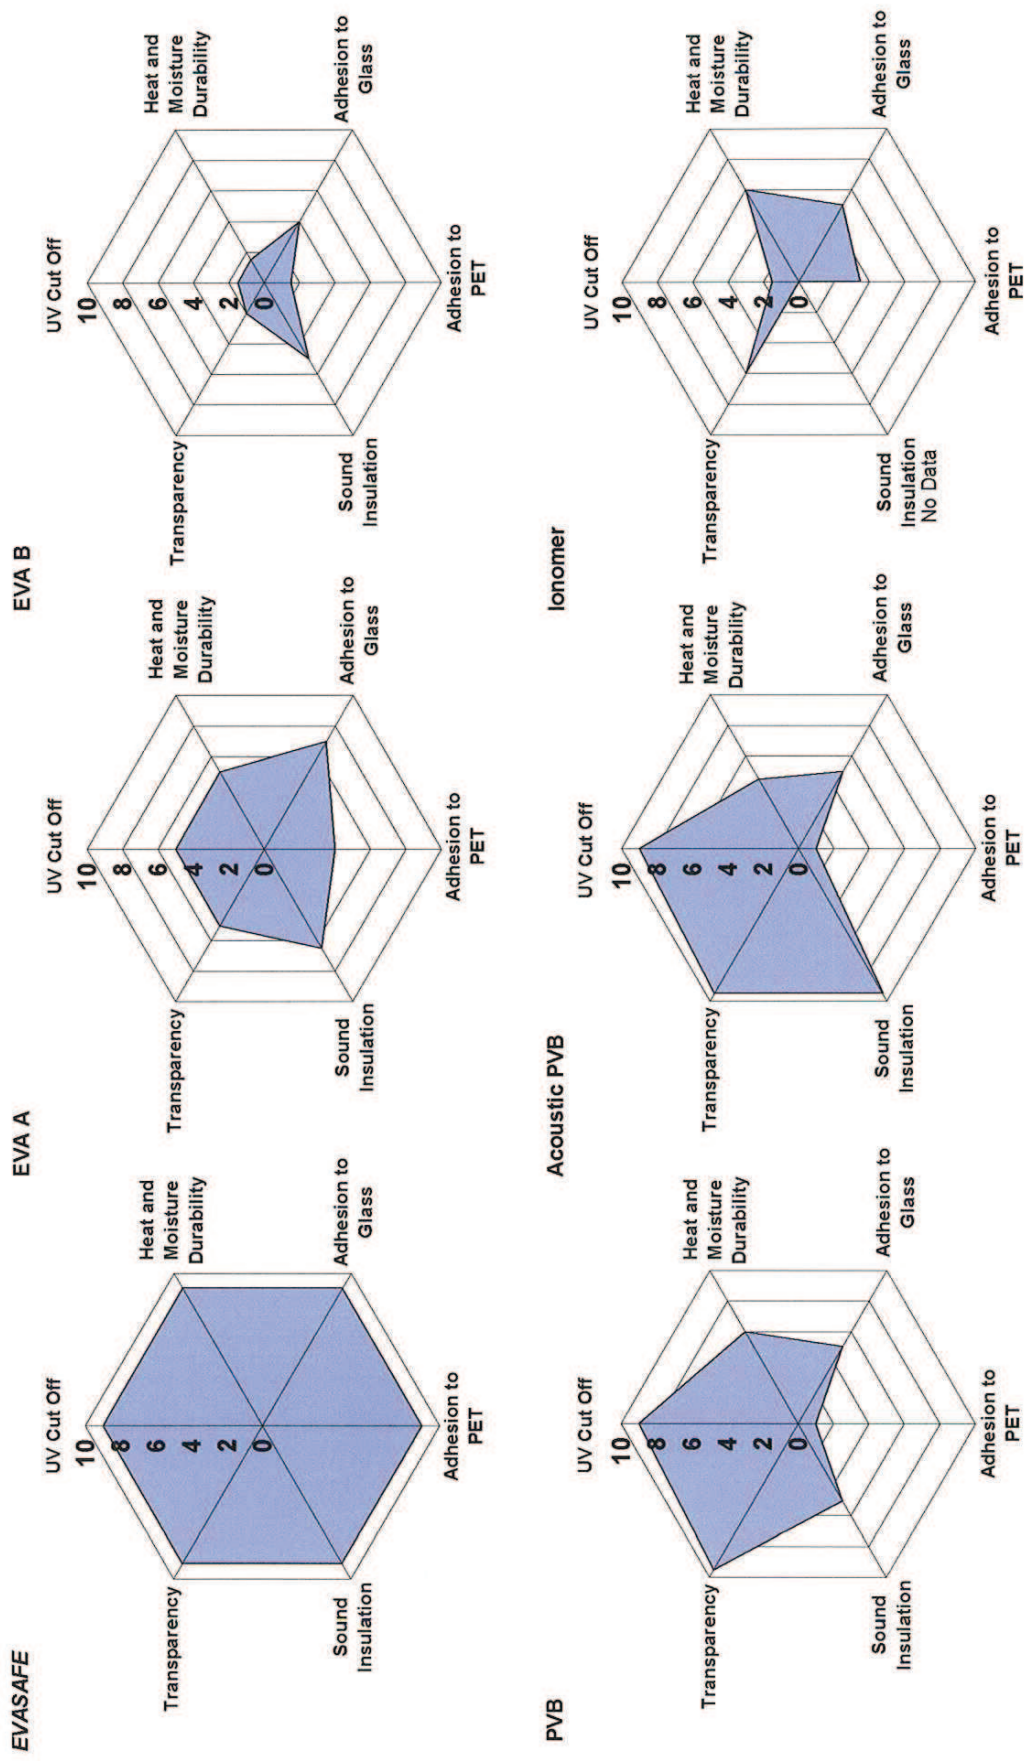 EVASAFE
UV Cut Off
10
8
6
4
2
0
Heat and
Moisture
Durability
Adhesion to
Glass
Adhesion to
PET
Sound
Insulation
Transparency
EVA A
UV Cut Off
10
8
6
4
2
0
Heat and
Moisture
Durability
Adhesion to
Glass
Adhesion to
PET
Sound
Insulation
Transparency
EVA B
UV Cut Off
10
8
6
4
2
0
Heat and
Moisture
Durability
Adhesion to
Glass
Adhesion to
PET
Sound
Insulation
Transparency
PVB
UV Cut Off
10
8
6
4
2
0
Heat and
Moisture
Durability
Adhesion to
Glass
Adhesion to
PET
Sound
Insulation
Transparency
Acoustic PVB
UV Cut Off
10
8
6
4
2
0
Heat and
Moisture
Durability
Adhesion to
Glass
Adhesion to
PET
Sound
Insulation
Transparency
Ionomer
UV Cut Off
10
8
6
4
2
0
Heat and
Moisture
Durability
Adhesion to
Glass
Adhesion to
PET
Sound
Insulation
No Data
Transparency